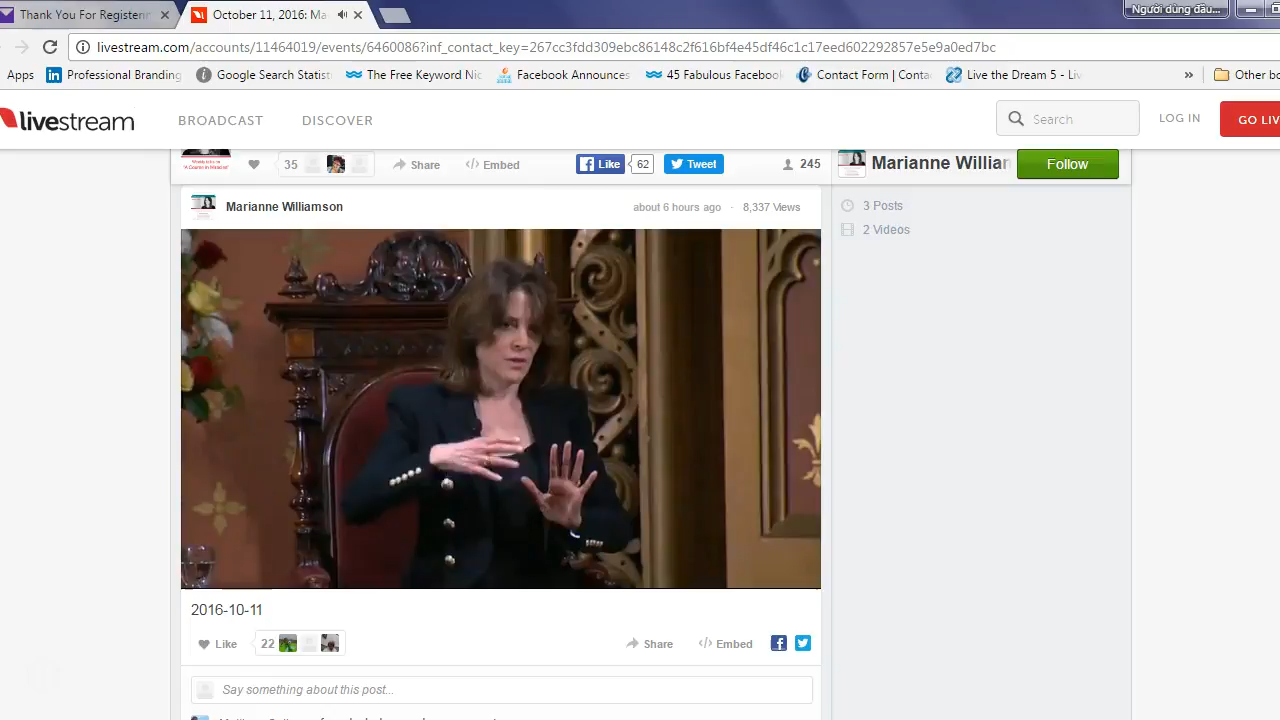 Thank You For Registenn
October 11, 2016: Ma
Người dùng đầu...
livestream.com/accounts/11464019/events/6460086?inf_contact_key=267cc3fdd309ebc86148c2f616bf4e45df46c1c17eed602292857e5e9a0ed7bc
Apps Professional Branding Google Search Statist The Free Keyword Nic Facebook Announces 45 Fabulous Facebook Contact Form | Conta Live the Dream 5 - Liv » Other bo
livestream BROADCAST DISCOVER Search LOG IN GO LIV
35 Share Embed Like 62 Tweet 245 Marianne Willian Follow
Marianne Williamson about 6 hours ago · 8,337 Views
3 Posts
2 Videos
2016-10-11
Like 22 Share Embed
Say something about this post...